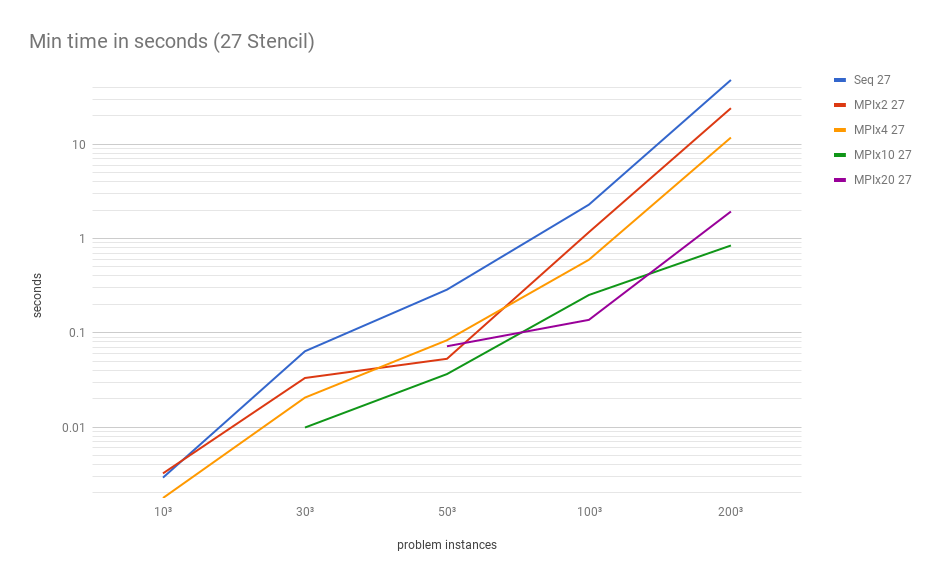 Min time in seconds (27 Stencil)
Seq 27
MPIx2 27
MPIx4 27
MPIx10 27
MPIx20 27
10
1
0.1
0.01
seconds
10³
30³
50³
100³
200³
problem instances